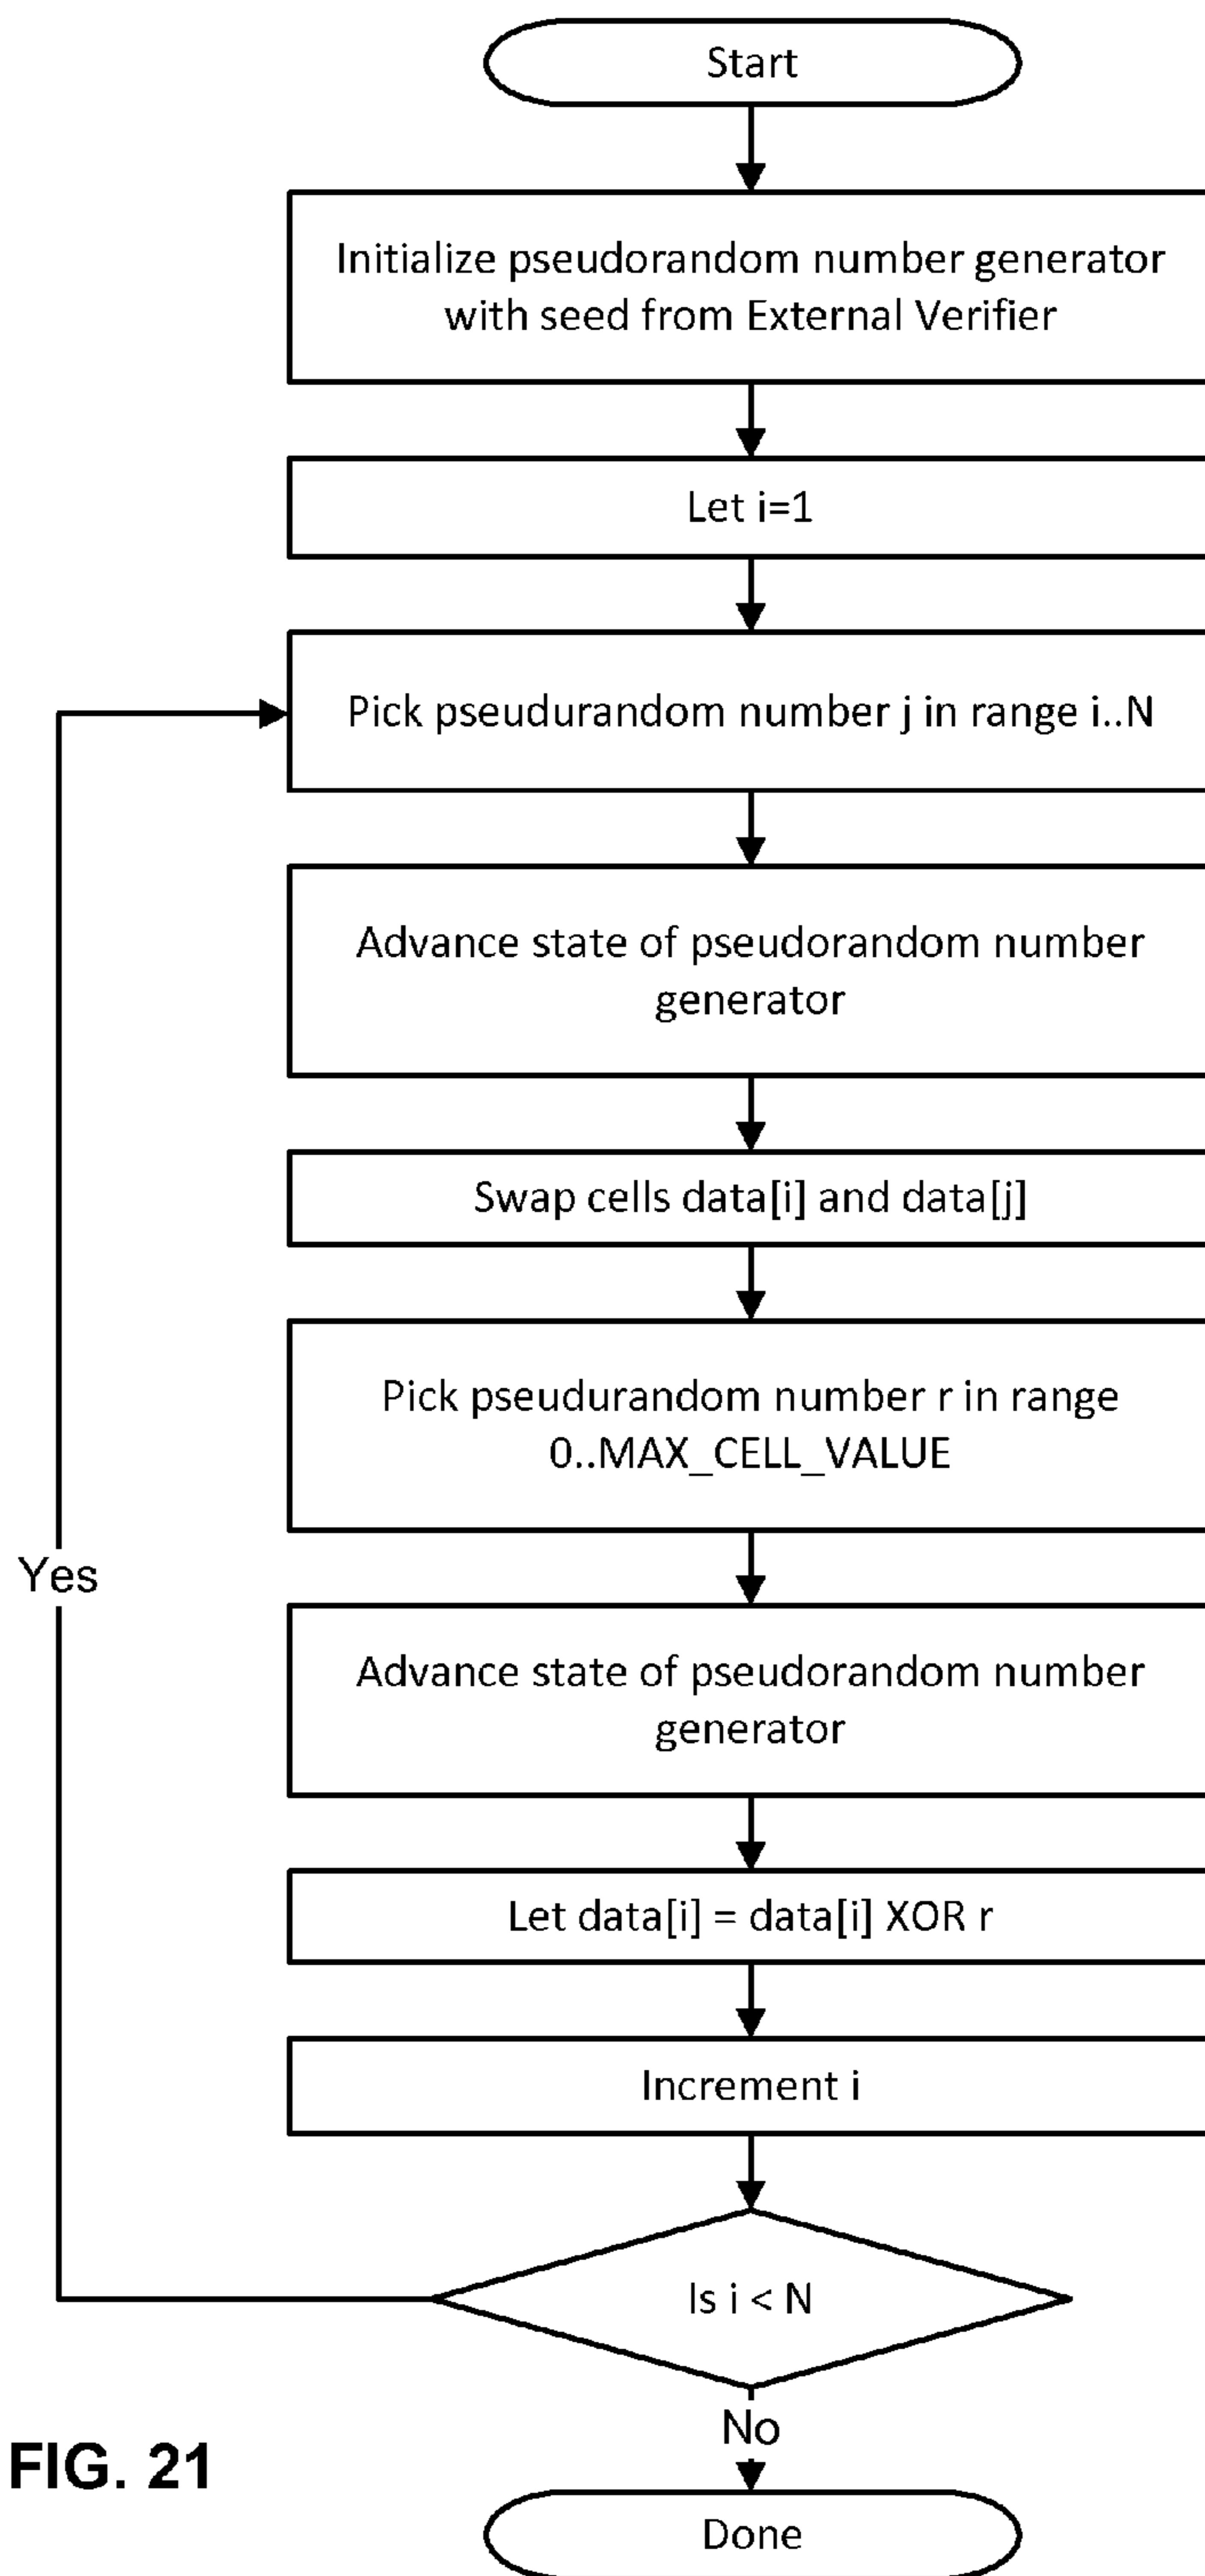 Start
Initialize pseudorandom number generator
with seed from External Verifier
Let i=1
Pick pseudurandom number j in range i..N
Advance state of pseudorandom number
generator
Swap cells data[i] and data[j]
Pick pseudurandom number r in range
0..MAX_CELL_VALUE
Yes
Advance state of pseudorandom number
generator
Let data[i] = data[i] XOR r
Increment i
Is i < N
No
FIG. 21
Done